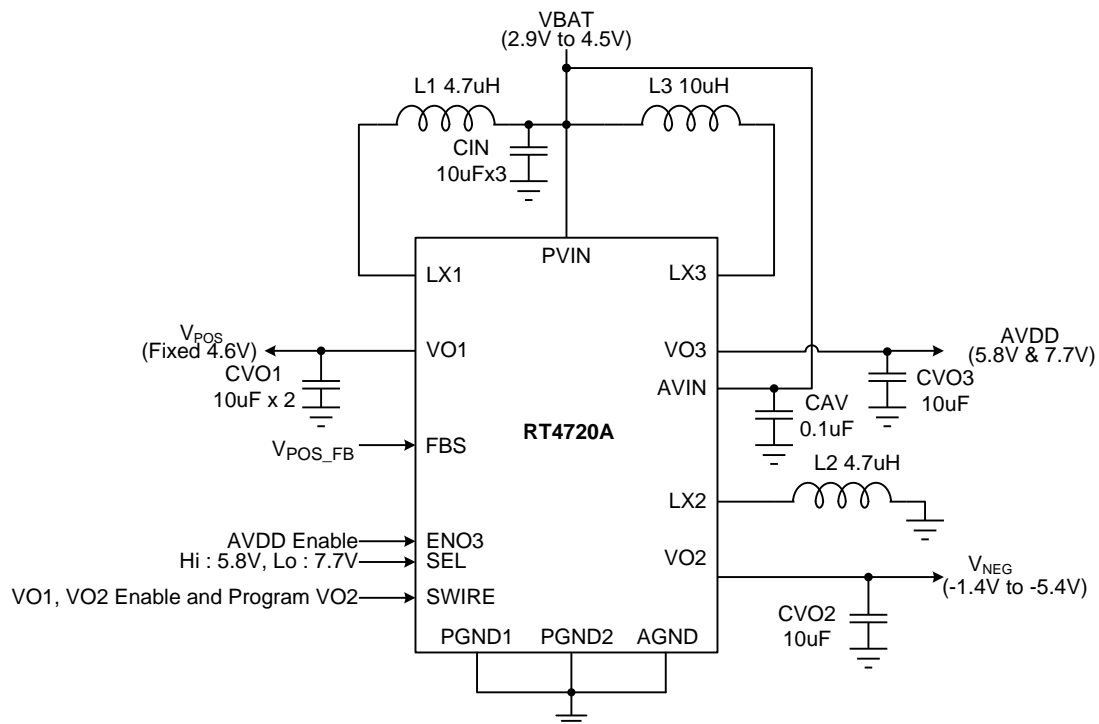 VBAT
(2.9V to 4.5V)
L1 4.7uH
L3 10uH
CIN
10uFx3
PVIN
LX1
LX3
VPOS
(Fixed 4.6V)
VO1
CVO1
10uF x 2
VO3
AVDD
(5.8V & 7.7V)
AVIN
CVO3
10uF
CAV
0.1uF
RT4720A
VPOS_FB
FBS
L2 4.7uH
LX2
AVDD Enable
ENO3
Hi : 5.8V, Lo : 7.7V
SEL
VO2
VNEG
(-1.4V to -5.4V)
VO1, VO2 Enable and Program VO2
SWIRE
CVO2
10uF
PGND1
PGND2
AGND